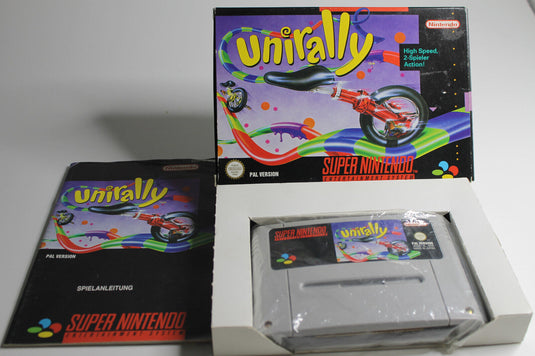 unirally
Nintendo
High Speed,
2-Spieler
Action!
PAL VERSION
SUPER NINTENDO
ENTERTAINMENT SYSTEM
Nintendo
unirally
PAL VERSION
SPIELANLEITUNG
SUPER NINTENDO
ENTERTAINMENT SYSTEM
SUPER NINTENDO
unirally